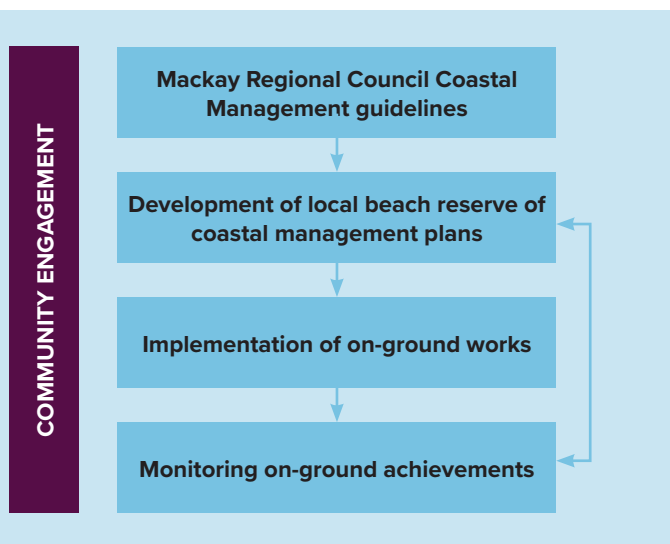 COMMUNITY ENGAGEMENT
Mackay Regional Council Coastal
Management guidelines
Development of local beach reserve of
coastal management plans
Implementation of on-ground works
Monitoring on-ground achievements